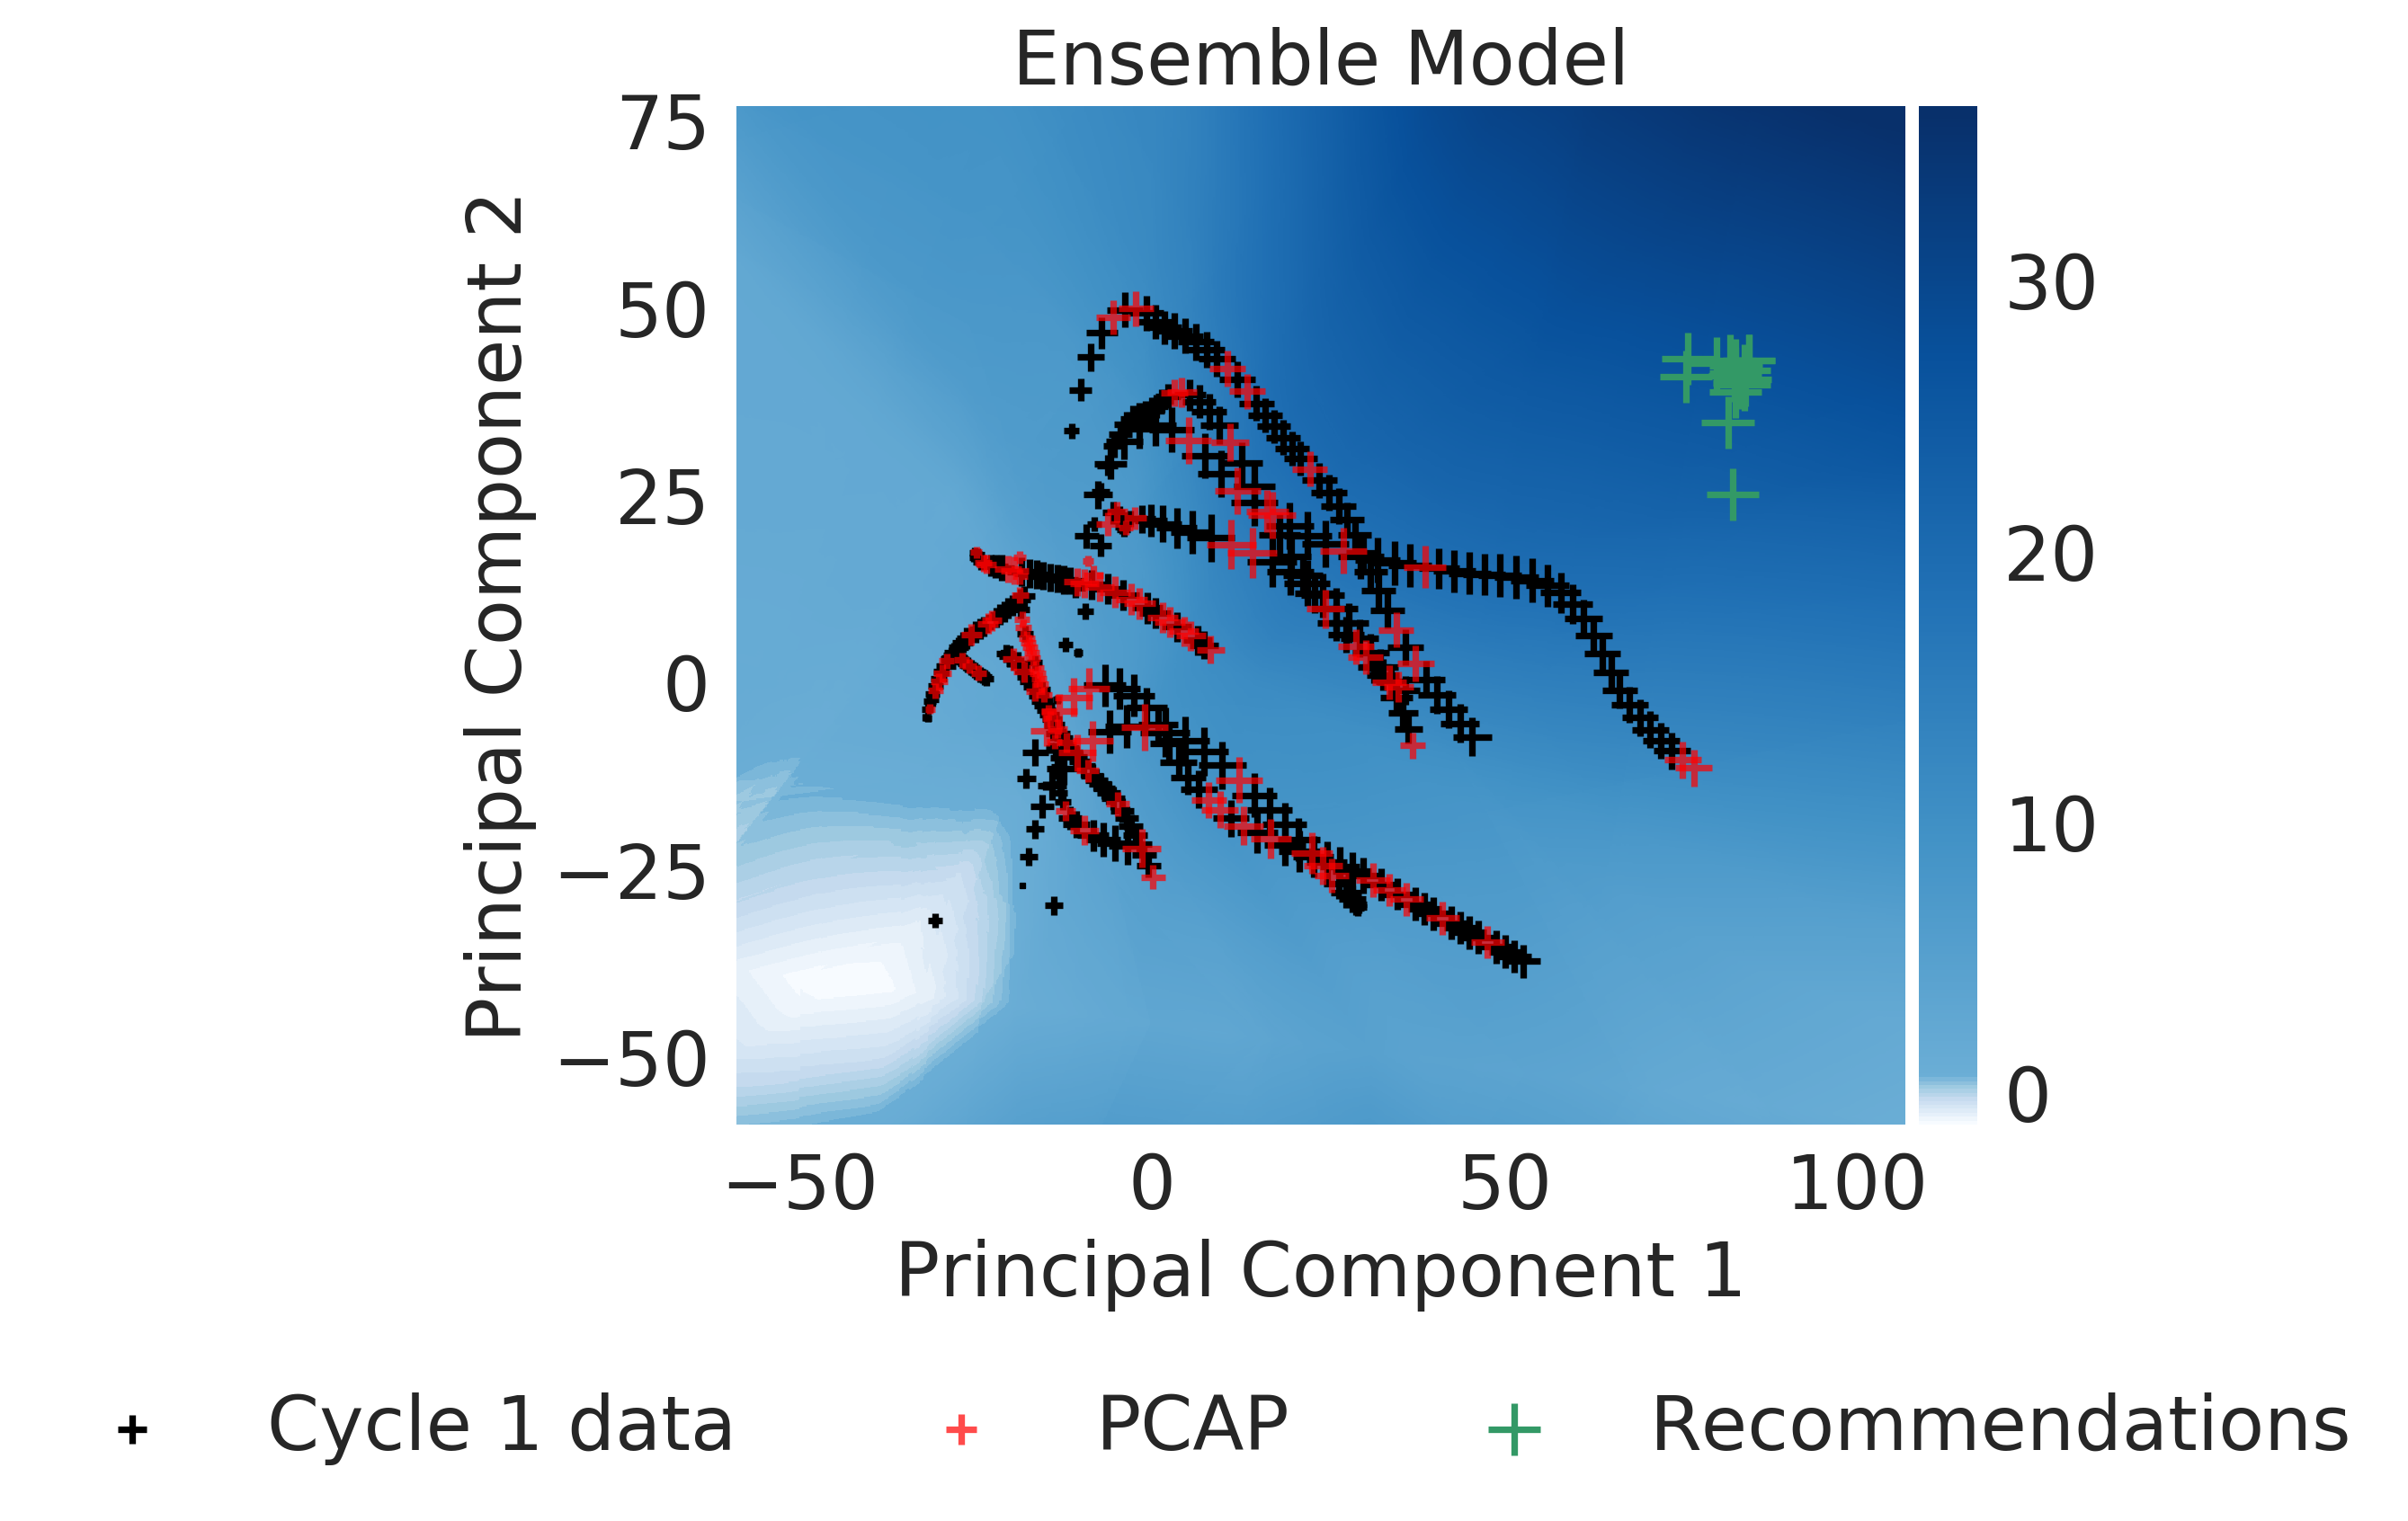 Ensemble Model
Principal Component 2
75
50
25
0
−25
−50
30
20
10
0
−50 0 50 100
Principal Component 1
Cycle 1 data PCAP Recommendations